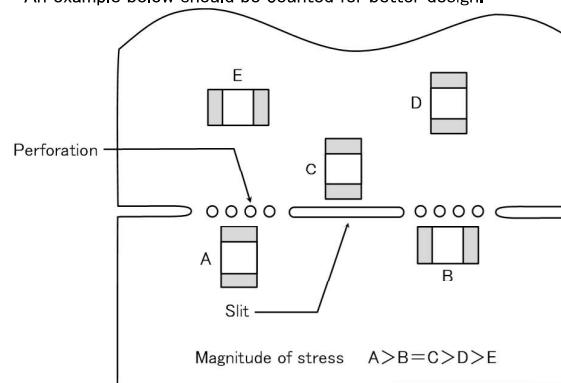 An example below should be counted for better design.
E
D
Perforation
C
A
B
Slit
Magnitude of stress A>B=C>D>E